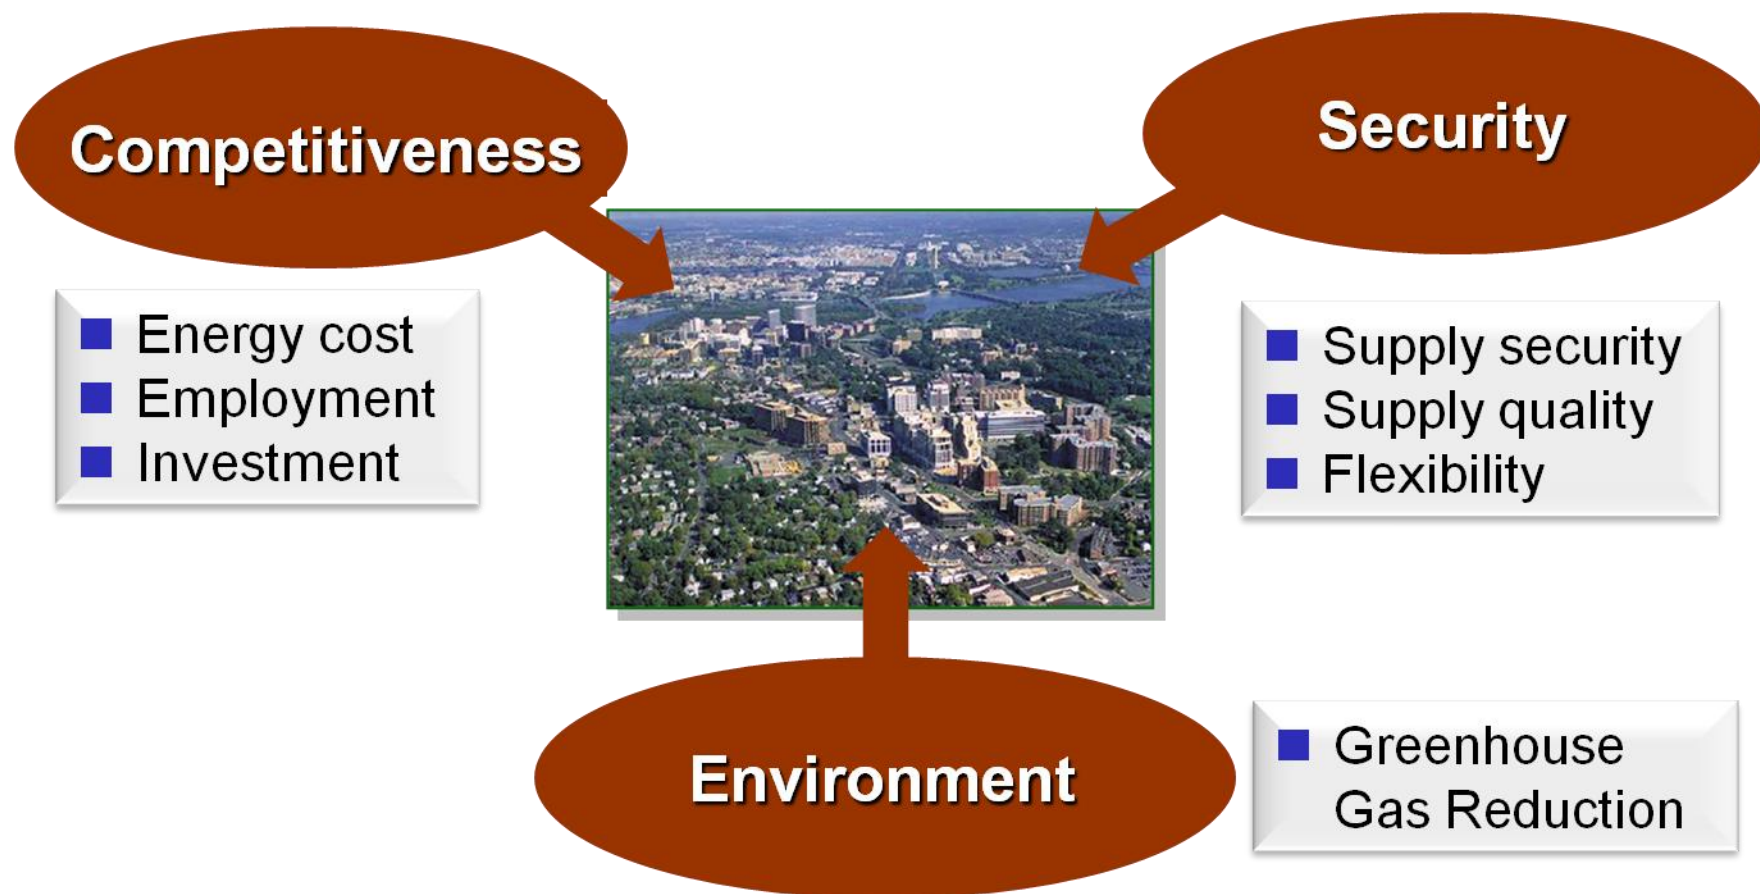 Competitiveness
Security
Energy cost
Employment
Investment
Supply security
Supply quality
Flexibility
Environment
Greenhouse
Gas Reduction